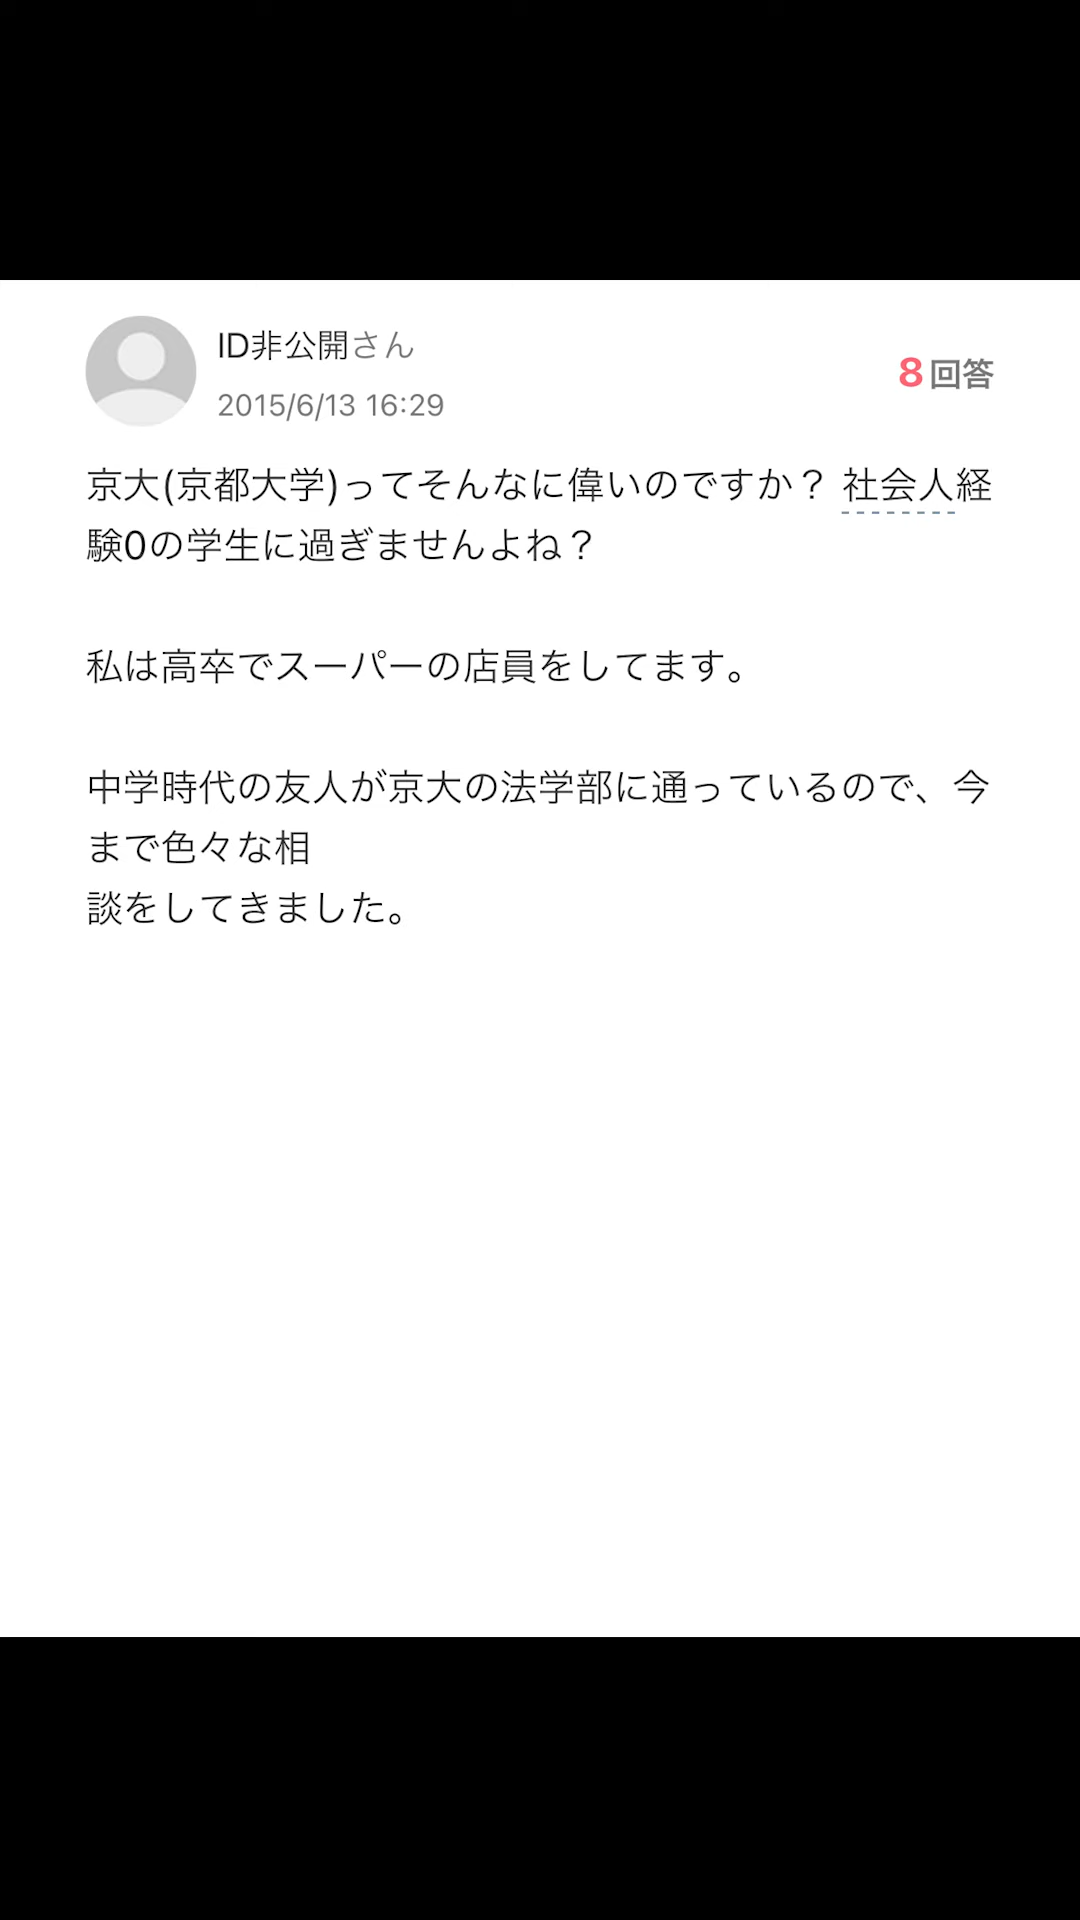 ID非公開さん
8回答
2015/6/13 16:29
京大(京都大学)ってそんなに偉いのですか？ 社会人経
験0の学生に過ぎませんよね？
私は高卒でスーパーの店員をしてます。
中学時代の友人が京大の法学部に通っているので、今
まで色々な相
談をしてきました。